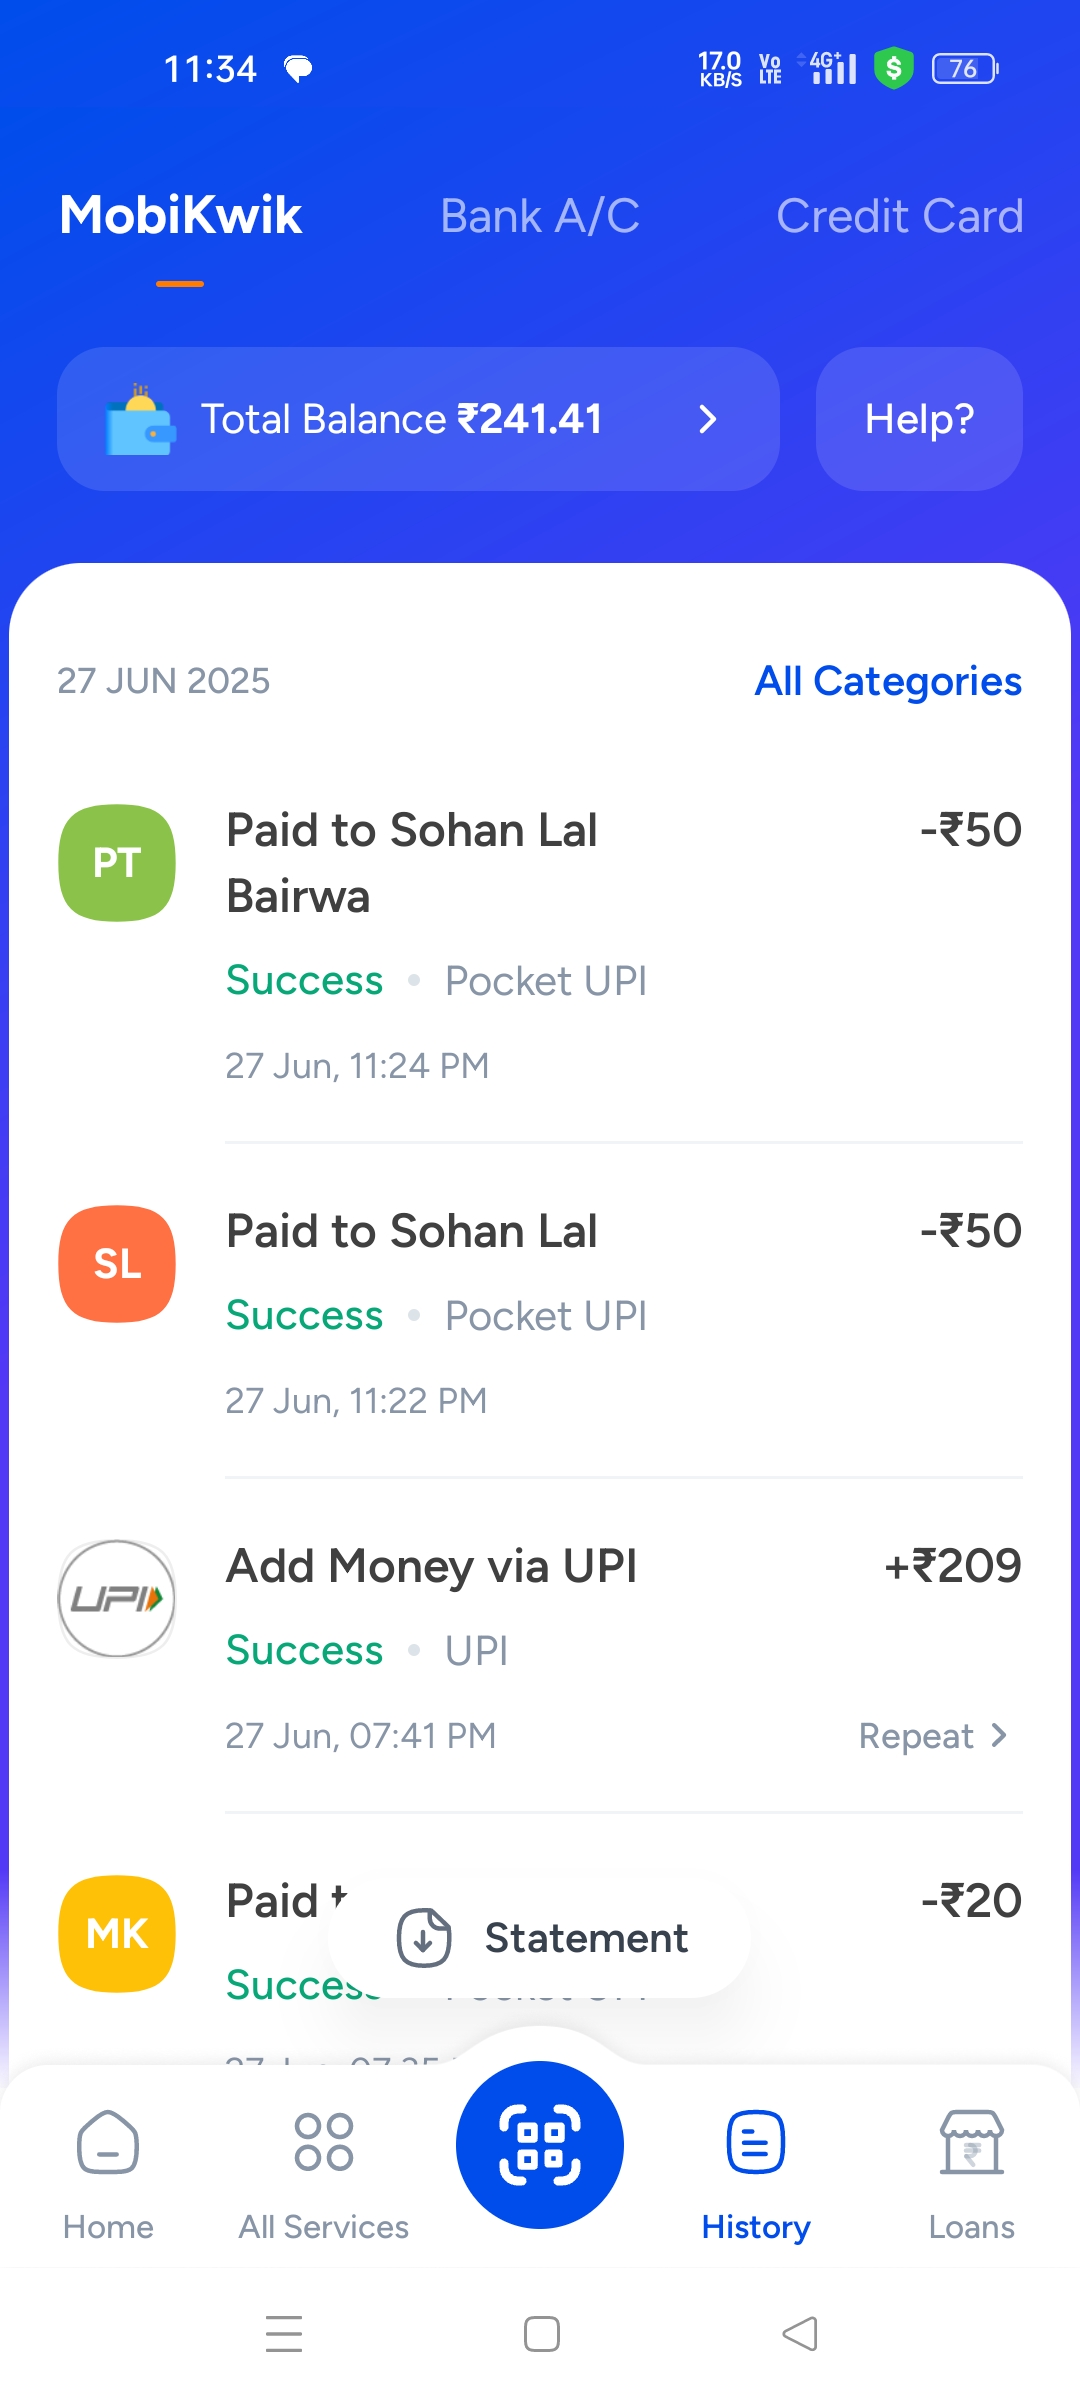 11:34
17.0 KB/S Vo LTE 4G+ $ 76
MobiKwik Bank A/C Credit Card
Total Balance ₹241.41
Help?
27 JUN 2025 All Categories
PT
Paid to Sohan Lal -₹50
Bairwa
Success • Pocket UPI
27 Jun, 11:24 PM
SL
Paid to Sohan Lal -₹50
Success • Pocket UPI
27 Jun, 11:22 PM
UPI
Add Money via UPI +₹209
Success • UPI
27 Jun, 07:41 PM Repeat
MK
Paid -₹20
Statement
Success
Home All Services History Loans